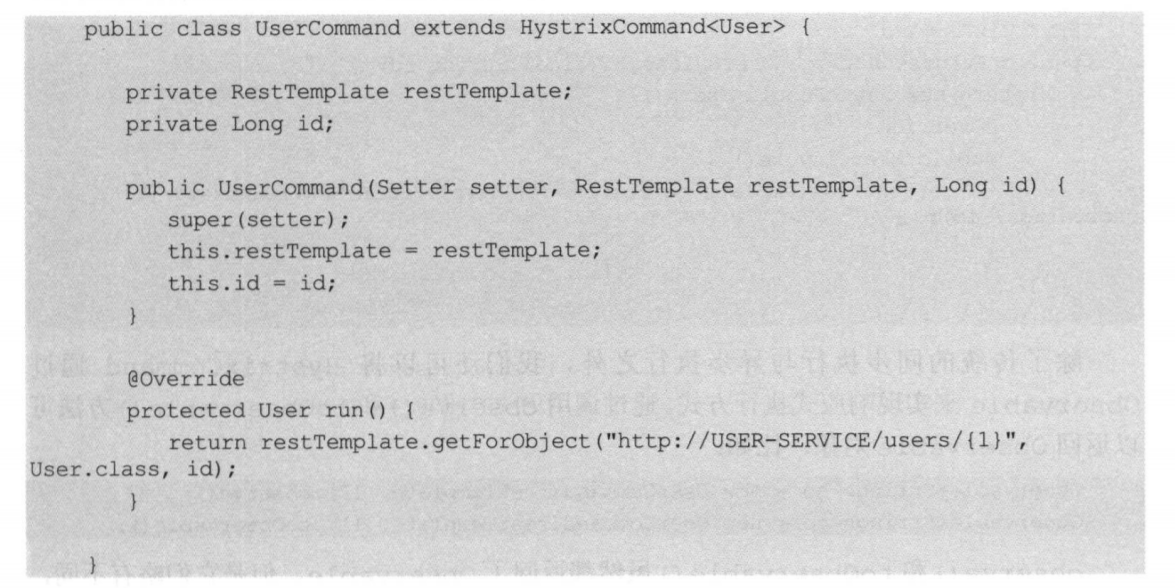 public class UserCommand extends HystrixCommand<User> {
private RestTemplate restTemplate;
private Long id;
public UserCommand(Setter setter, RestTemplate restTemplate, Long id) {
super(setter);
this.restTemplate = restTemplate;
this.id = id;
}
@Override
protected User run() {
return restTemplate.getForObject("http://USER-SERVICE/users/{1}",
User.class, id);
}
}